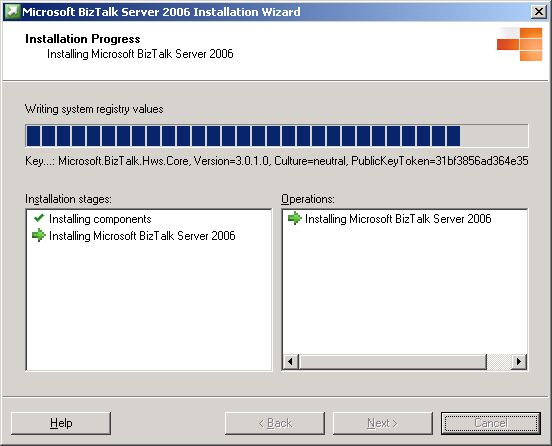 Microsoft BizTalk Server 2006 Installation Wizard
Installation Progress
Installing Microsoft BizTalk Server 2006
Writing system registry values
Key...: Microsoft.BizTalk.Hws.Core, Version=3.0.1.0, Culture=neutral, PublicKeyToken=31bf3856ad364e35
Installation stages:
Installing components
Installing Microsoft BizTalk Server 2006
Operations:
Installing Microsoft BizTalk Server 2006
Help
< Back
Next >
Cancel